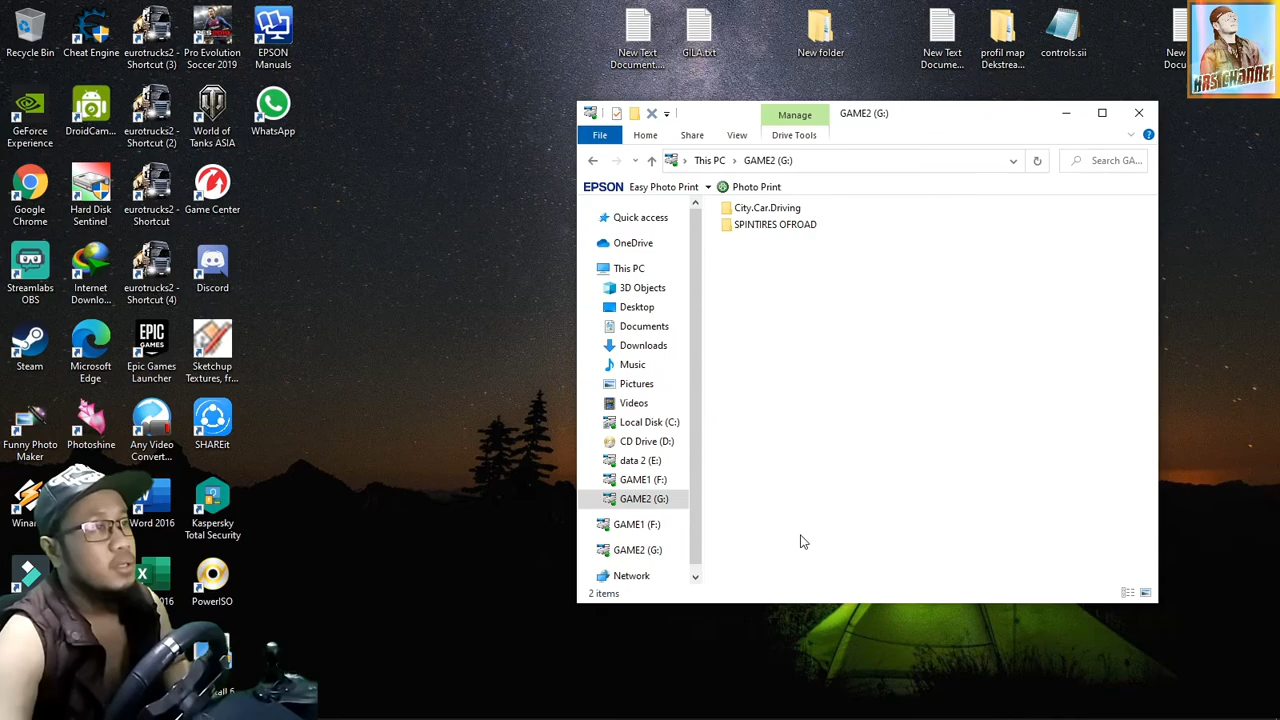 Recycle Bin
Cheat Engine
eurotrucks2 -
Shortcut (3)
Pro Evolution
Soccer 2019
EPSON
Manuals
New Text
Document....
GILA.txt
New folder
New Text
Docume...
profil map
Dekstrea...
controls.sii
KRSI CHANNEL
GeForce
Experience
DroidCam...
eurotrucks2 -
Shortcut (2)
World of
Tanks ASIA
WhatsApp
Google
Chrome
Hard Disk
Sentinel
eurotrucks2 -
Shortcut
Game Center
Streamlabs
OBS
Internet
Downlo...
eurotrucks2 -
Shortcut (4)
Discord
Steam
Microsoft
Edge
EPIC
GAMES
Epic Games
Launcher
Sketchup
Textures, fr...
Funny Photo
Maker
Photoshine
Any Video
Convert...
SHAREit
Word 2016
Kaspersky
Total Security
PowerISO
Manage
GAME2 (G:)
File
Home
Share
View
Drive Tools
This PC
GAME2 (G:)
Search GA...
EPSON
Easy Photo Print
Photo Print
Quick access
OneDrive
This PC
3D Objects
Desktop
Documents
Downloads
Music
Pictures
Videos
Local Disk (C:)
CD Drive (D:)
data 2 (E:)
GAME1 (F:)
GAME2 (G:)
GAME1 (F:)
GAME2 (G:)
Network
City.Car.Driving
SPINTIRES OFROAD
2 items